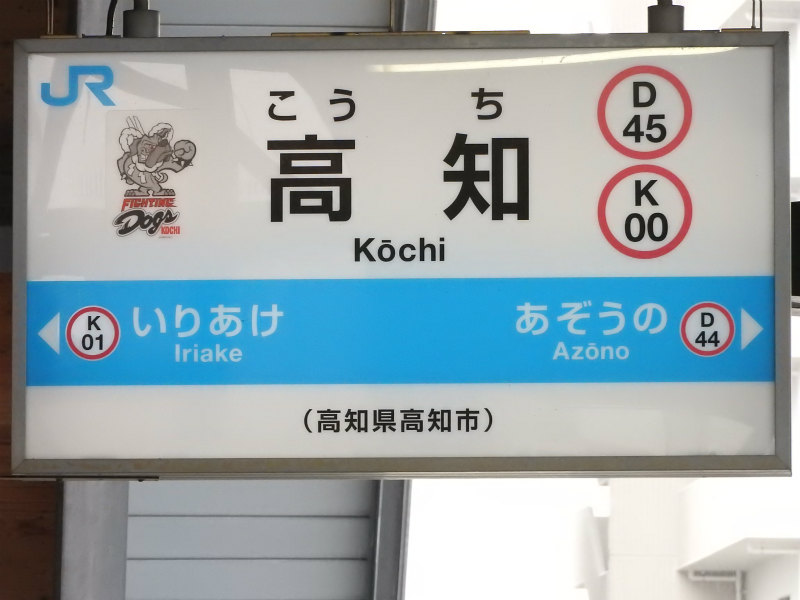 JR
こうち
高知
Kōchi
D
45
K
00
FIGHTING
Dogs
KOCHI
K
01
いりあけ
Iriake
あぞうの
Azōno
D
44
（高知県高知市）